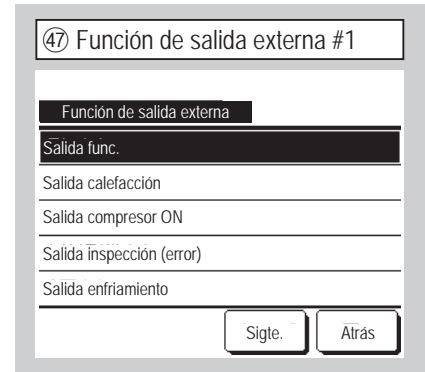 ㊼ Función de salida externa #1
Función de salida externa
Salida func.
Salida calefacción
Salida compresor ON
Salida inspección (error)
Salida enfriamiento
Sigte. Atrás